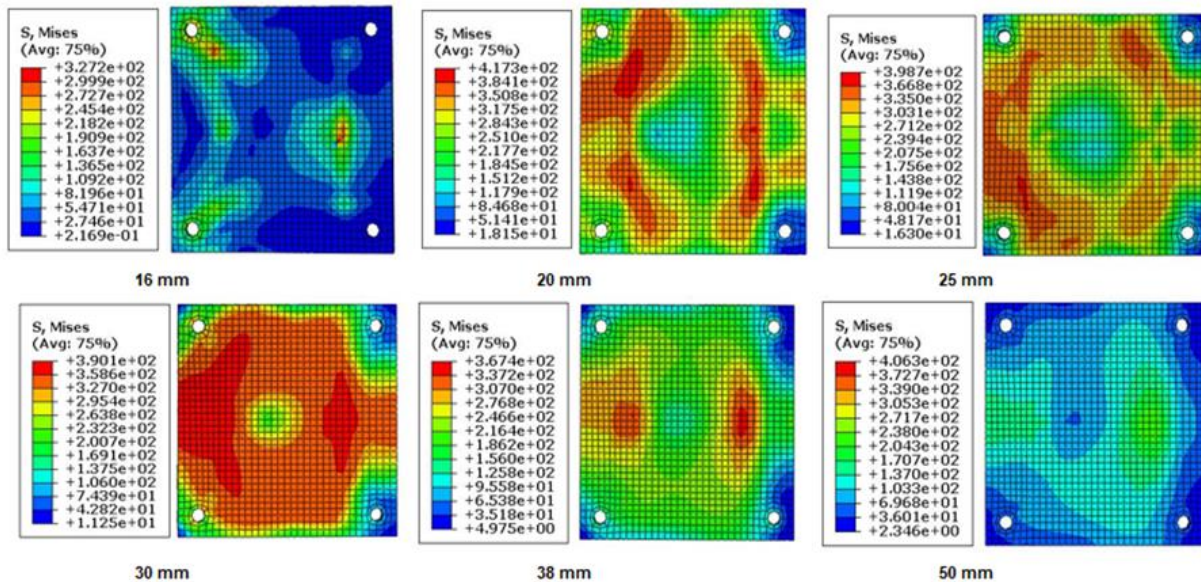 S, Mises
(Avg: 75%)
+3.272e+02
+2.999e+02
+2.727e+02
+2.454e+02
+2.182e+02
+1.909e+02
+1.637e+02
+1.365e+02
+1.092e+02
+8.196e+01
+5.471e+01
+2.746e+01
+2.169e-01
16 mm
S, Mises
(Avg: 75%)
+4.173e+02
+3.841e+02
+3.508e+02
+3.175e+02
+2.843e+02
+2.510e+02
+2.177e+02
+1.845e+02
+1.512e+02
+1.179e+02
+8.468e+01
+5.141e+01
+1.815e+01
20 mm
S, Mises
(Avg: 75%)
+3.987e+02
+3.668e+02
+3.350e+02
+3.031e+02
+2.712e+02
+2.394e+02
+2.075e+02
+1.756e+02
+1.438e+02
+1.119e+02
+8.004e+01
+4.817e+01
+1.630e+01
25 mm
S, Mises
(Avg: 75%)
+3.901e+02
+3.586e+02
+3.270e+02
+2.954e+02
+2.638e+02
+2.323e+02
+2.007e+02
+1.691e+02
+1.375e+02
+1.060e+02
+7.439e+01
+4.282e+01
+1.125e+01
30 mm
S, Mises
(Avg: 75%)
+3.674e+02
+3.372e+02
+3.070e+02
+2.768e+02
+2.466e+02
+2.164e+02
+1.862e+02
+1.560e+02
+1.258e+02
+9.558e+01
+6.538e+01
+3.518e+01
+4.975e+00
38 mm
S, Mises
(Avg: 75%)
+4.063e+02
+3.727e+02
+3.390e+02
+3.053e+02
+2.717e+02
+2.380e+02
+2.043e+02
+1.707e+02
+1.370e+02
+1.033e+02
+6.968e+01
+3.601e+01
+2.346e+00
50 mm